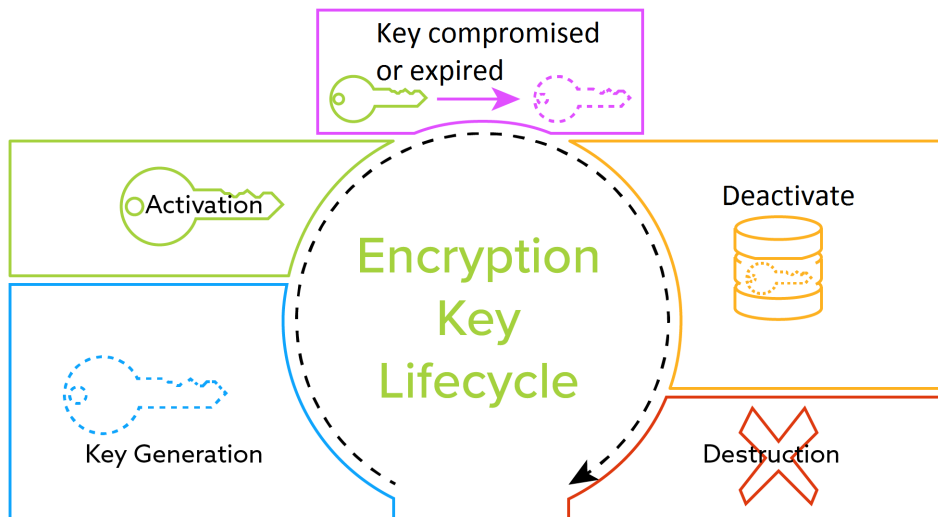 Key compromised
or expired
Activation
Deactivate
Encryption
Key
Lifecycle
Key Generation
Destruction